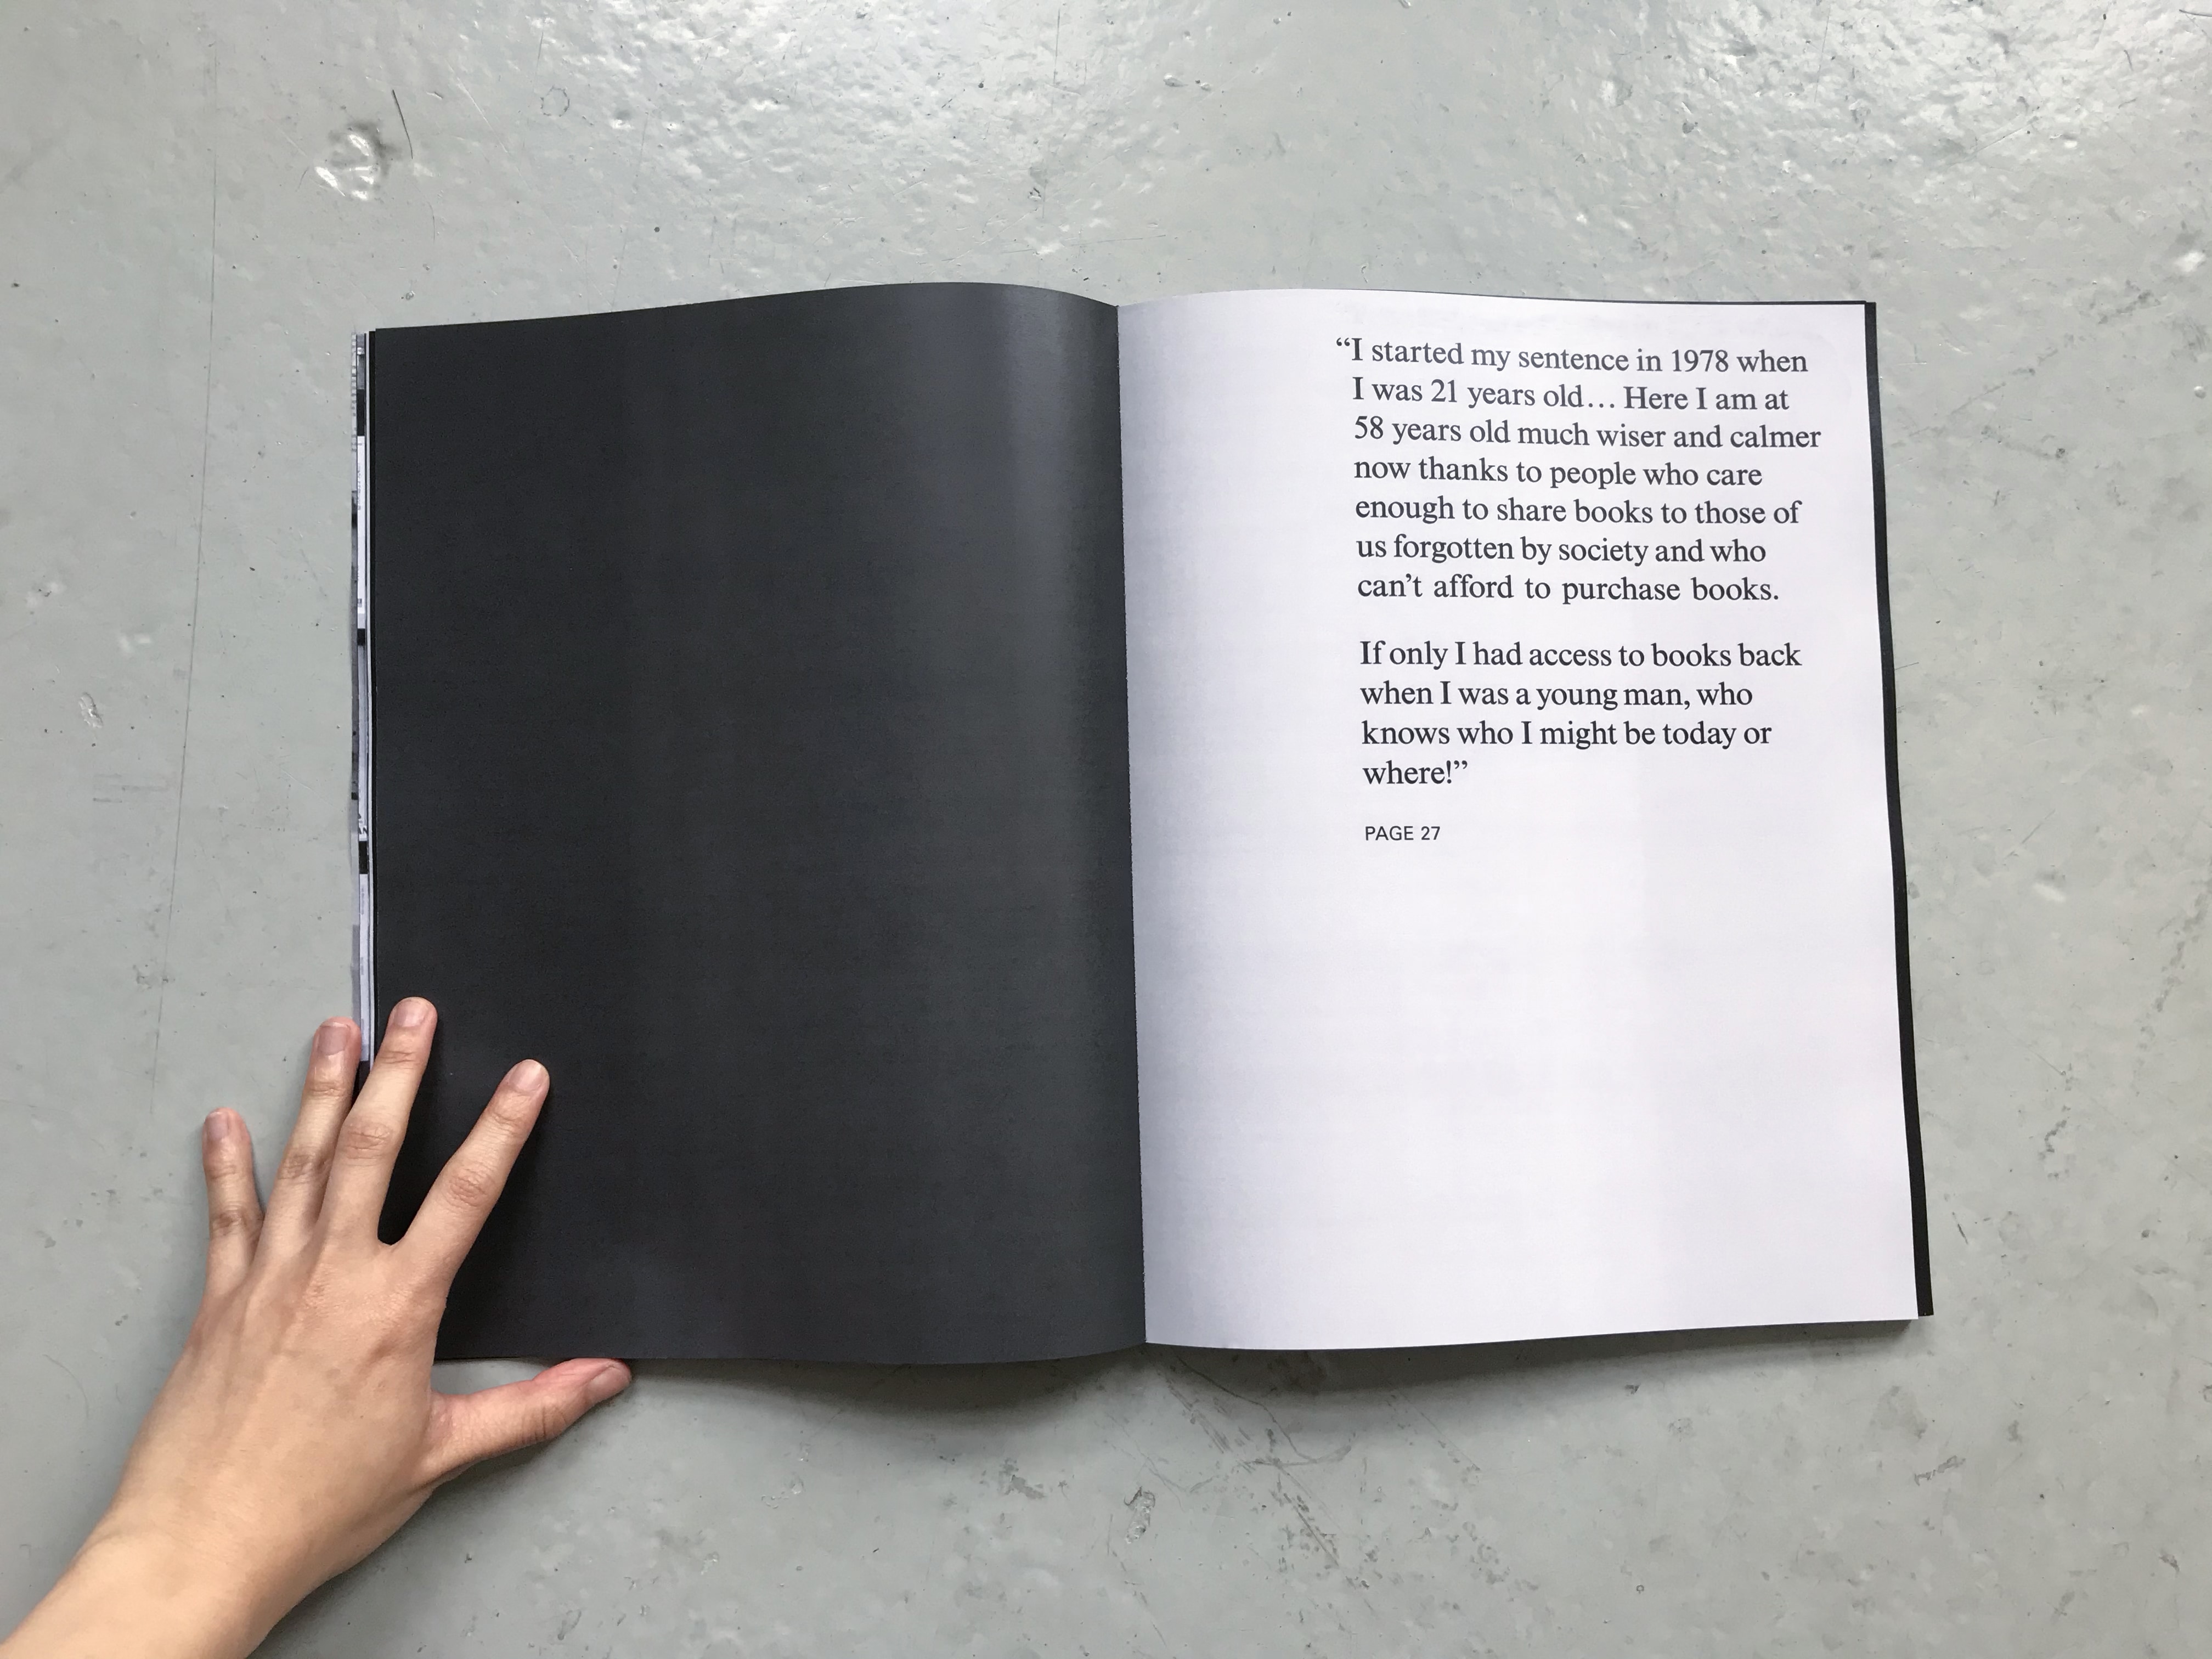 “I started my sentence in 1978 when
I was 21 years old… Here I am at
58 years old much wiser and calmer
now thanks to people who care
enough to share books to those of
us forgotten by society and who
can’t afford to purchase books.
If only I had access to books back
when I was a young man, who
knows who I might be today or
where!”
PAGE 27